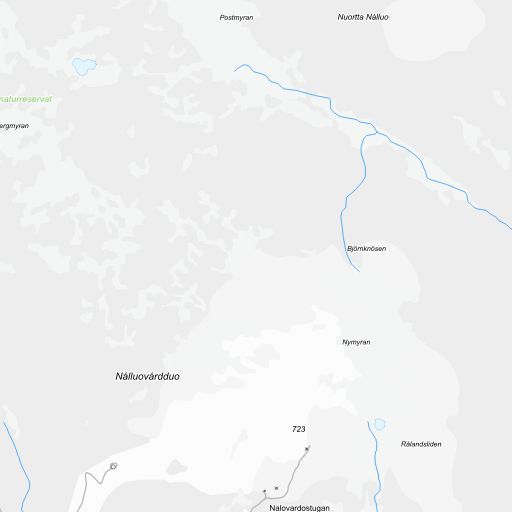 Postmyran
Nuortta Nálluo
naturreservat
ergmyran
Björnknösen
Nymyran
Nálluovárdduo
723
Rålandsliden
Nalovardostugan